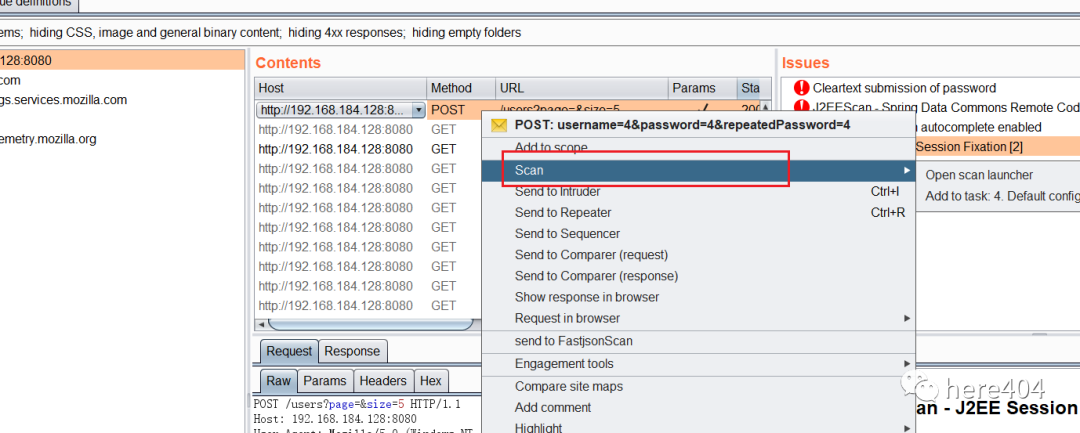 ue definitions
ems; hiding CSS, image and general binary content; hiding 4xx responses; hiding empty folders
128:8080
com
gs.services.mozilla.com
emetry.mozilla.org
Contents
Host Method URL Params Sta
http://192.168.184.128:8... POST /users?page=&size=5 ✓ 200
http://192.168.184.128:8080 GET
http://192.168.184.128:8080 GET
http://192.168.184.128:8080 GET
http://192.168.184.128:8080 GET
http://192.168.184.128:8080 GET
http://192.168.184.128:8080 GET
http://192.168.184.128:8080 GET
http://192.168.184.128:8080 GET
http://192.168.184.128:8080 GET
POST: username=4&password=4&repeatedPassword=4
Add to scope
Scan
Send to Intruder Ctrl+I
Send to Repeater Ctrl+R
Send to Sequencer
Send to Comparer (request)
Send to Comparer (response)
Show response in browser
Request in browser
send to FastjsonScan
Engagement tools
Compare site maps
Add comment
Highlight
Open scan launcher
Add to task: 4. Default config
Issues
Cleartext submission of password
J2EEScan - Spring Data Commons Remote Cod
autocomplete enabled
Session Fixation [2]
Request Response
Raw Params Headers Hex
POST /users?page=&size=5 HTTP/1.1
Host: 192.168.184.128:8080
User-Agent: Mozilla/5.0 (Windows NT
an - J2EE Session
here404